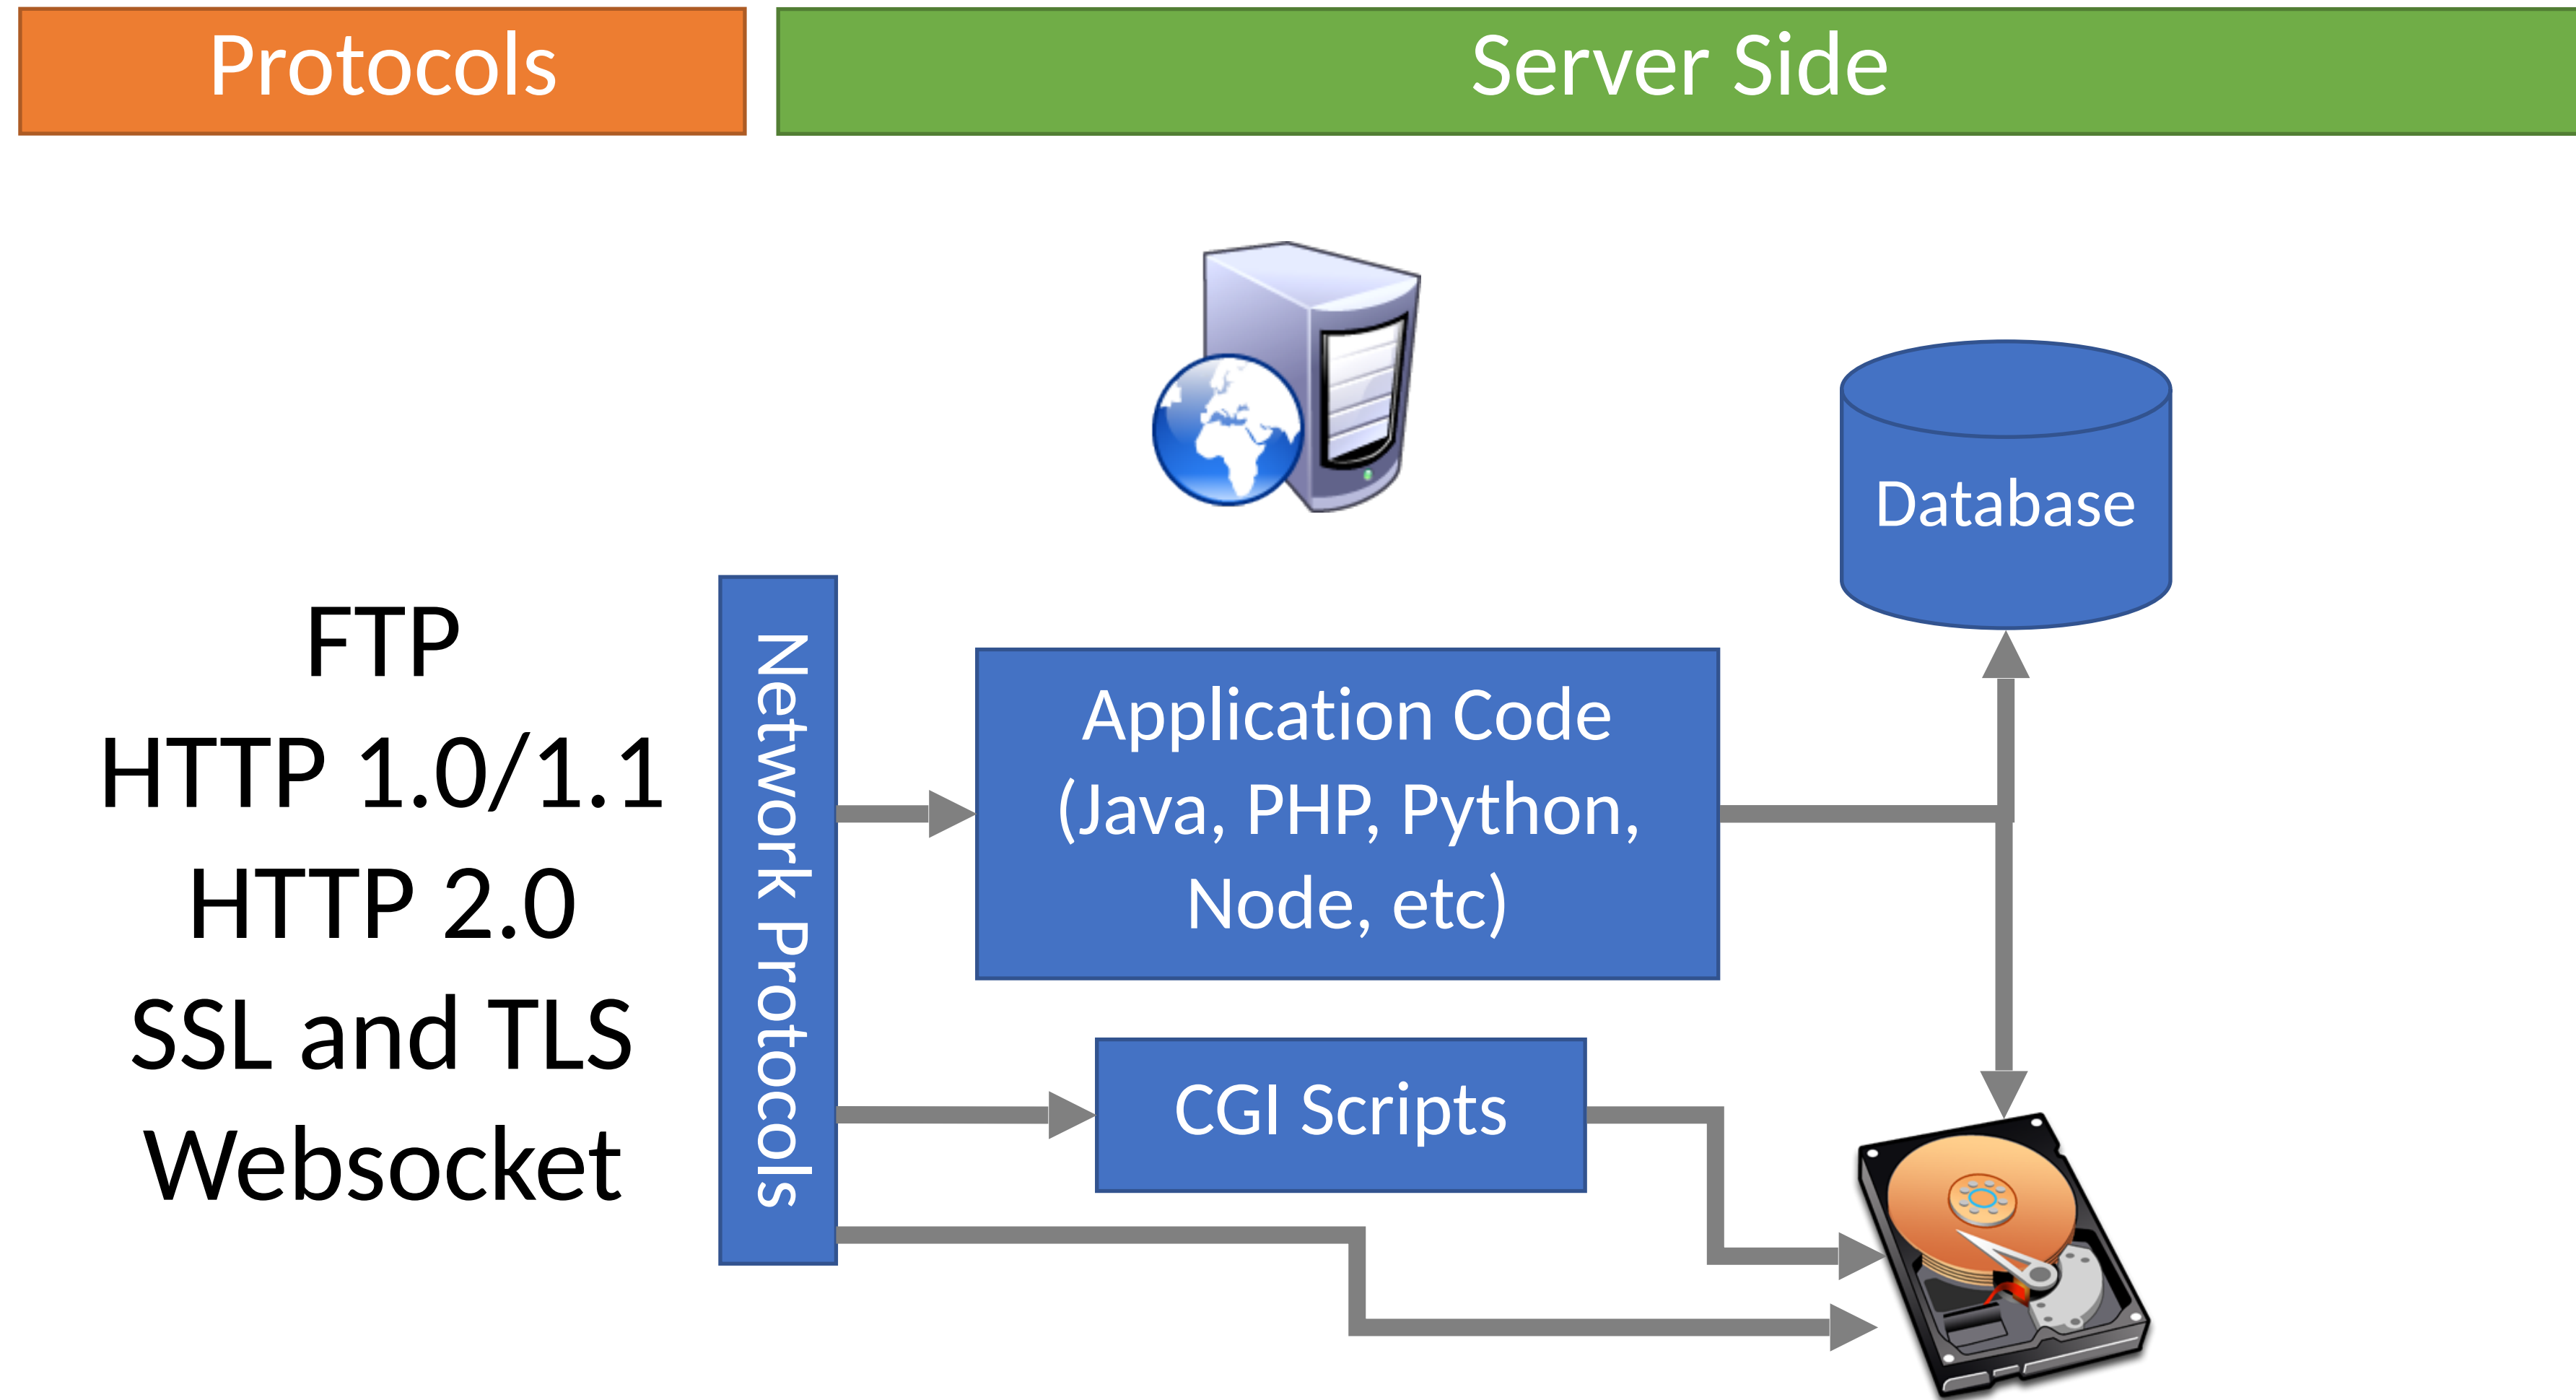 Protocols
Server Side
Database
FTP
HTTP 1.0/1.1
HTTP 2.0
SSL and TLS
Websocket
Network Protocols
Application Code
(Java, PHP, Python,
Node, etc)
CGI Scripts